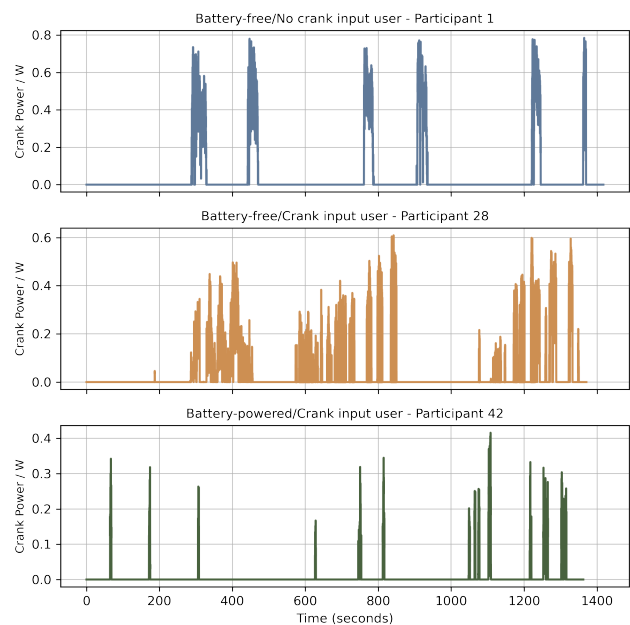 Battery-free/No crank input user - Participant 1
0.8
0.6
0.4
0.2
0.0
Crank Power / W
Battery-free/Crank input user - Participant 28
0.6
0.4
0.2
0.0
Crank Power / W
Battery-powered/Crank input user - Participant 42
0.4
0.3
0.2
0.1
0.0
Crank Power / W
0 200 400 600 800 1000 1200 1400
Time (seconds)